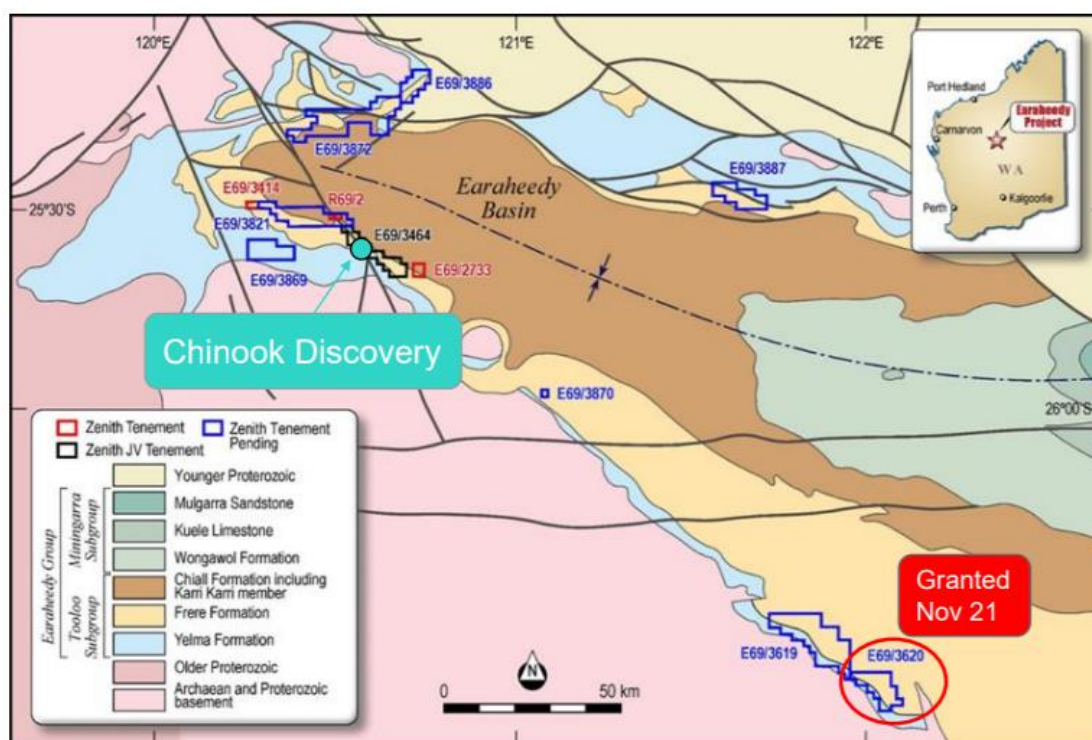 120°E
121°E
122°E
E69/3886
E69/3872
E69/3887
Port Hedland
Earaheedy
Project
Carnarvon
WA
Kalgoorlie
Perth
25°30'S
E69/3414
R69/2
Earaheedy
Basin
E69/3821
E69/3464
E69/3869
E69/2733
Chinook Discovery
E69/3870
26°00'S
Zenith Tenement
Zenith Tenement
Pending
Zenith JV Tenement
Earaheedy Group
Miningarra
Subgroup
Tooloo
Subgroup
Younger Proterozoic
Mulgarra Sandstone
Kuele Limestone
Wongawol Formation
Chiall Formation including
Karri Karri member
Frere Formation
Yelma Formation
Older Proterozoic
Archaean and Proterozoic
basement
N
0
50 km
Granted
Nov 21
E69/3619
E69/3620